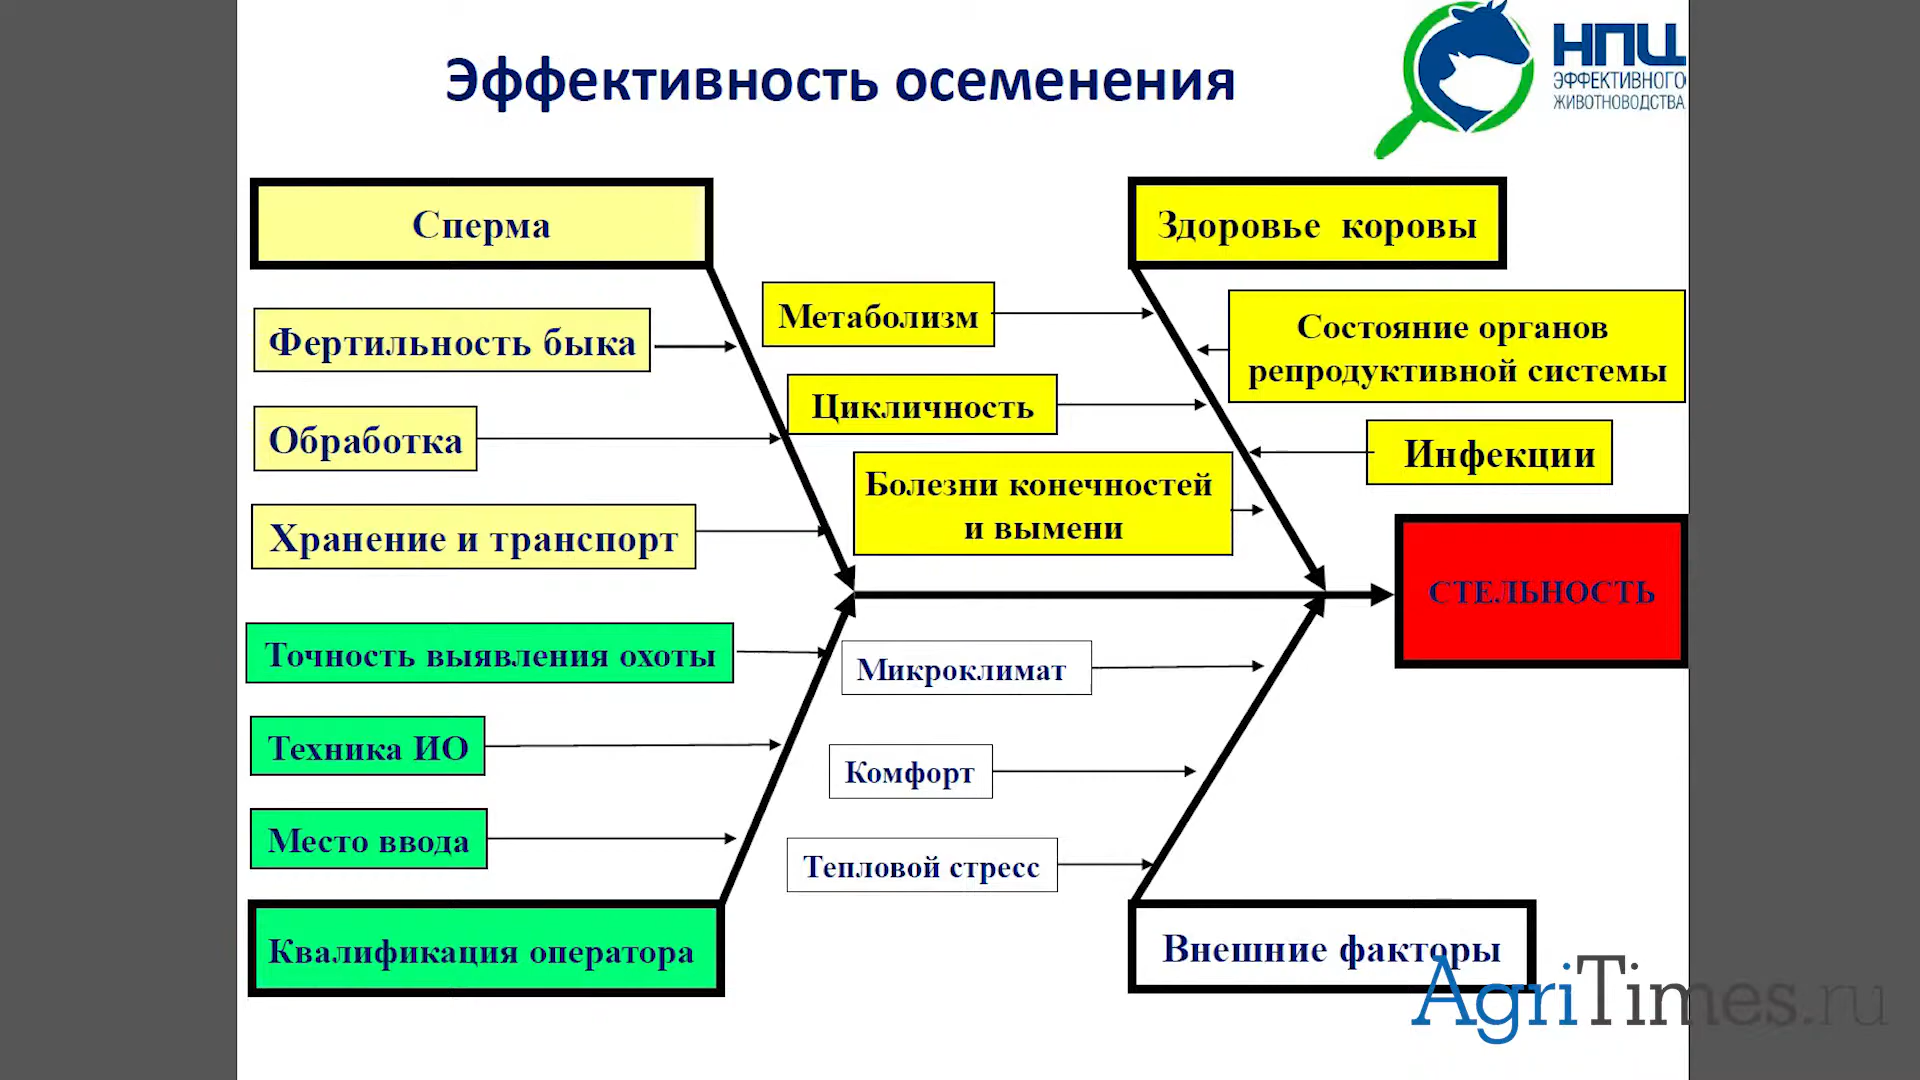 Эффективность осеменения
НПЦ
ЭФФЕКТИВНОГО
ЖИВОТНОВОДСТВА
Сперма
Фертильность быка
Обработка
Хранение и транспорт
Здоровье коровы
Метаболизм
Цикличность
Болезни конечностей
и вымени
Состояние органов
репродуктивной системы
Инфекции
СТЕЛЬНОСТЬ
Точность выявления охоты
Техника ИО
Место ввода
Квалификация оператора
Микроклимат
Комфорт
Тепловой стресс
Внешние факторы
AgriTimes.ru